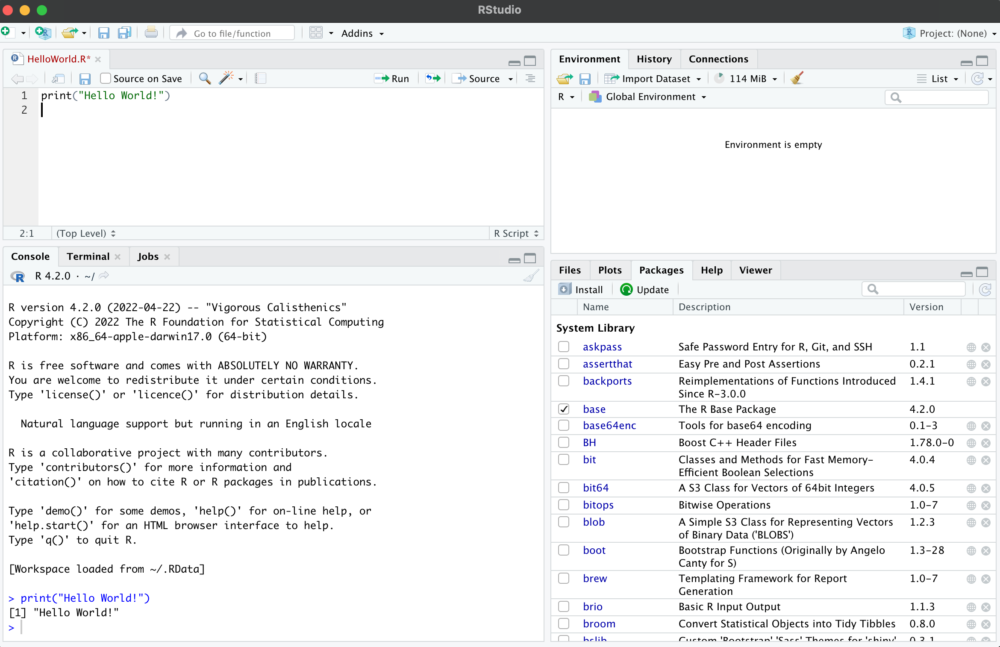 RStudio
Go to file/function
Addins
Project: (None)
HelloWorld.R*
Source on Save
Run
Source
1 print("Hello World!")
2
2:1 (Top Level) R Script
Console Terminal Jobs
R 4.2.0 · ~/
R version 4.2.0 (2022-04-22) -- "Vigorous Calisthenics"
Copyright (C) 2022 The R Foundation for Statistical Computing
Platform: x86_64-apple-darwin17.0 (64-bit)
R is free software and comes with ABSOLUTELY NO WARRANTY.
You are welcome to redistribute it under certain conditions.
Type 'license()' or 'licence()' for distribution details.
Natural language support but running in an English locale
R is a collaborative project with many contributors.
Type 'contributors()' for more information and
'citation()' on how to cite R or R packages in publications.
Type 'demo()' for some demos, 'help()' for on-line help, or
'help.start()' for an HTML browser interface to help.
Type 'q()' to quit R.
[Workspace loaded from ~/.RData]
> print("Hello World!")
[1] "Hello World!"
>
Environment History Connections
Import Dataset 114 MiB List
R Global Environment
Environment is empty
Files Plots Packages Help Viewer
Install Update
Name Description Version
System Library
askpass Safe Password Entry for R, Git, and SSH 1.1
assertthat Easy Pre and Post Assertions 0.2.1
backports Reimplementations of Functions Introduced 1.4.1
Since R-3.0.0
base The R Base Package 4.2.0
base64enc Tools for base64 encoding 0.1-3
BH Boost C++ Header Files 1.78.0-0
bit Classes and Methods for Fast Memory- 4.0.4
Efficient Boolean Selections
bit64 A S3 Class for Vectors of 64bit Integers 4.0.5
bitops Bitwise Operations 1.0-7
blob A Simple S3 Class for Representing Vectors 1.2.3
of Binary Data ('BLOBS')
boot Bootstrap Functions (Originally by Angelo 1.3-28
Canty for S)
brew Templating Framework for Report 1.0-7
Generation
brio Basic R Input Output 1.1.3
broom Convert Statistical Objects into Tidy Tibbles 0.8.0
bslib Custom 'Bootstrap' 'Sass' Themes for 'shiny' 0.3.1